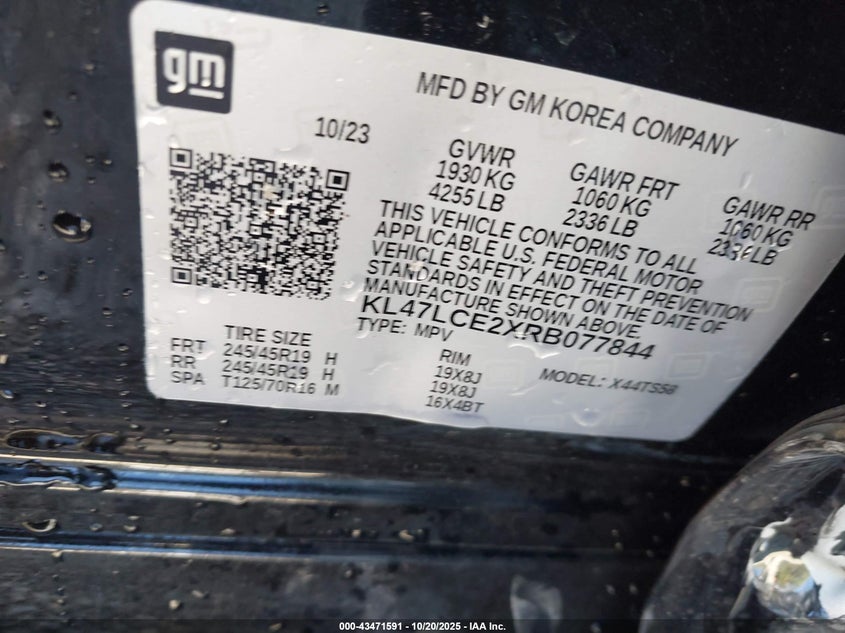 gm
MFD BY GM KOREA COMPANY
10/23
GVWR
1930 KG
4255 LB
GAWR FRT
1060 KG
2336 LB
GAWR RR
1060 KG
2336 LB
THIS VEHICLE CONFORMS TO ALL
APPLICABLE U.S. FEDERAL MOTOR
VEHICLE SAFETY AND THEFT PREVENTION
STANDARDS IN EFFECT ON THE DATE OF
MANUFACTURE SHOWN ABOVE.
KL47LCE2XRB077844
TYPE: MPV
MODEL: X44TS58
TIRE SIZE
RIM
FRT 245/45R19 H 19X8J
RR 245/45R19 H 19X8J
SPA T125/70R16 M 16X4BT
000-43471591 - 10/20/2025 - IAA Inc.